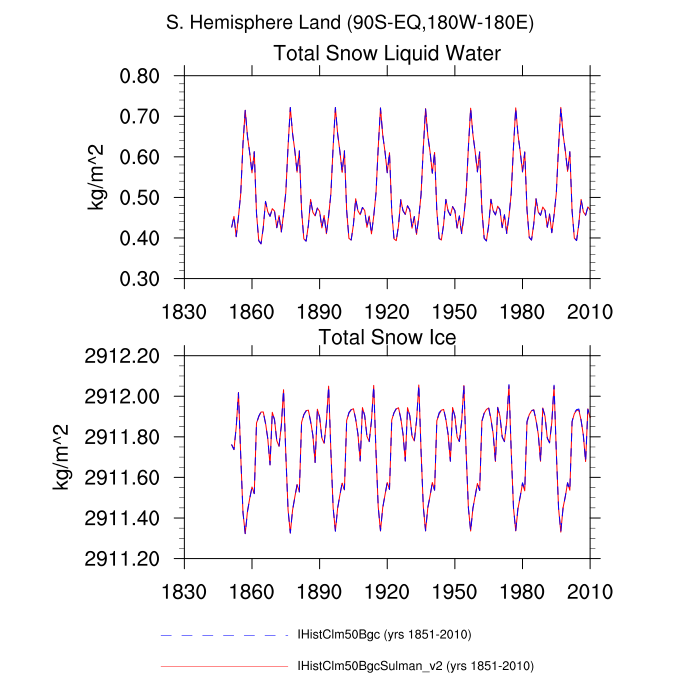 S. Hemisphere Land (90S-EQ,180W-180E)
Total Snow Liquid Water
0.80
0.70
0.60
0.50
0.40
0.30
kg/m^2
1830 1860 1890 1920 1950 1980 2010
Total Snow Ice
2912.20
2912.00
2911.80
2911.60
2911.40
2911.20
kg/m^2
1830 1860 1890 1920 1950 1980 2010
IHistClm50Bgc (yrs 1851-2010)
IHistClm50BgcSulman_v2 (yrs 1851-2010)